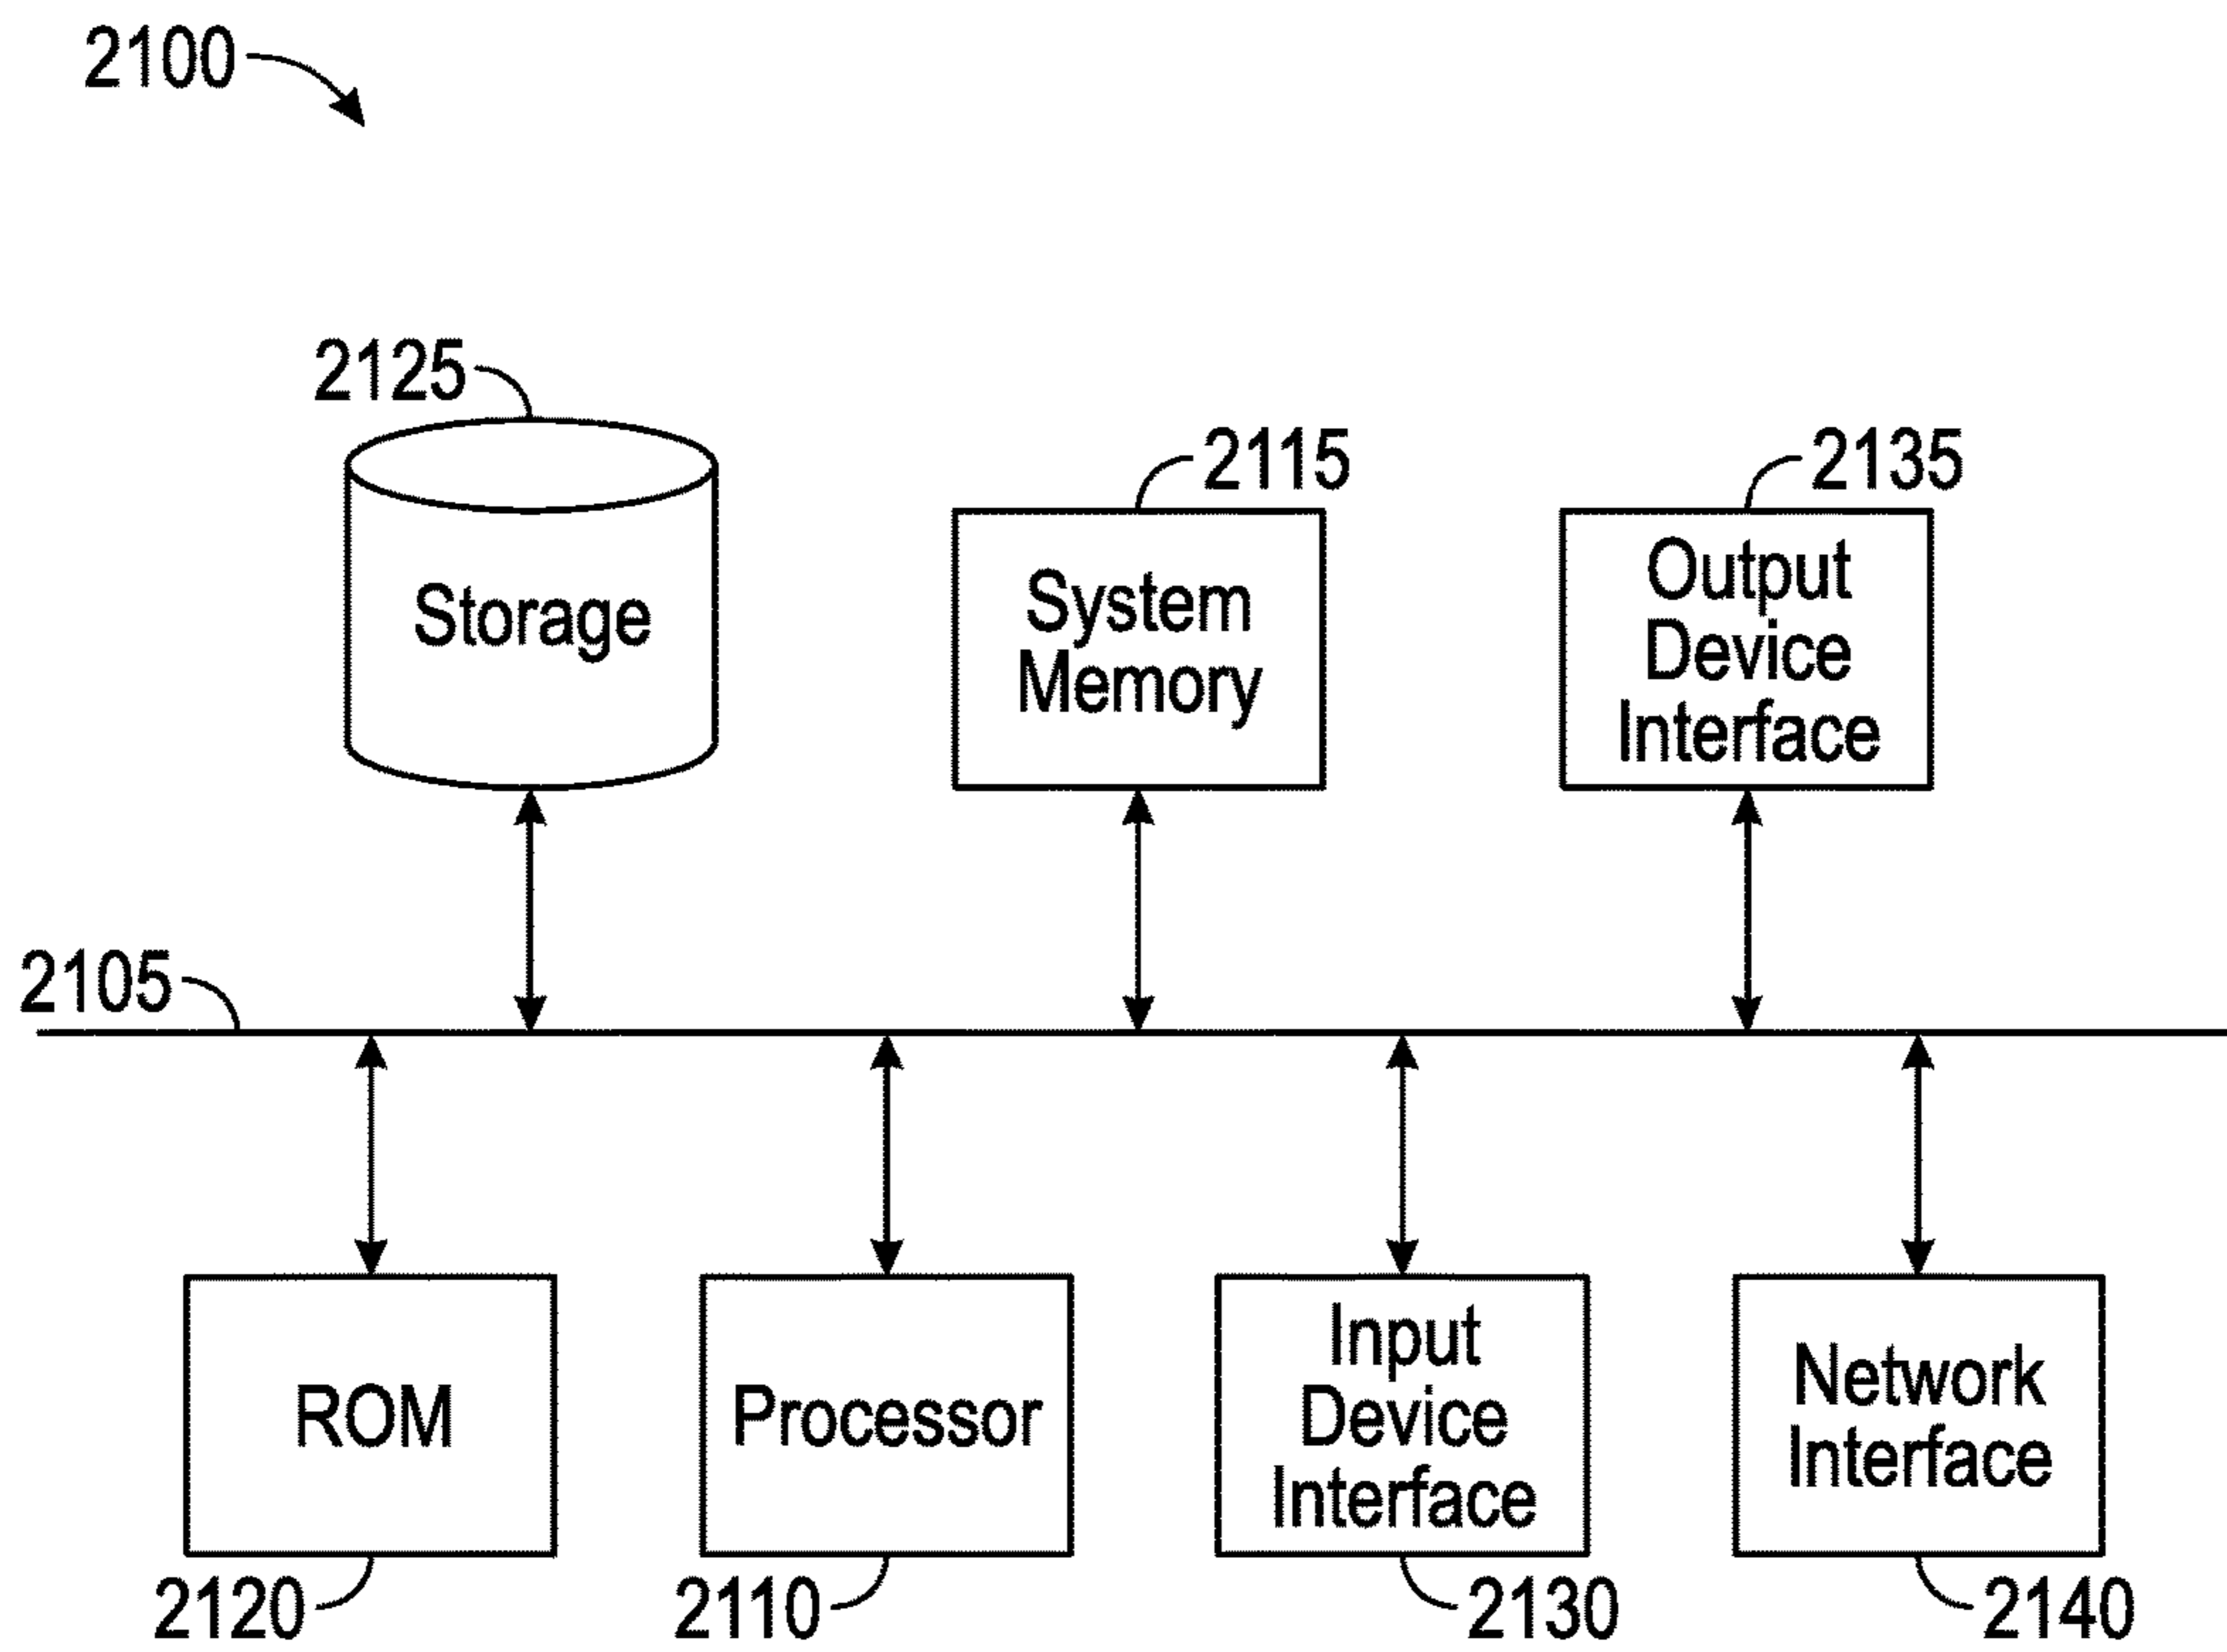 2100
2125
Storage
2115
System
Memory
2135
Output
Device
Interface
2105
ROM
2120
Processor
2110
Input
Device
Interface
2130
Network
Interface
2140